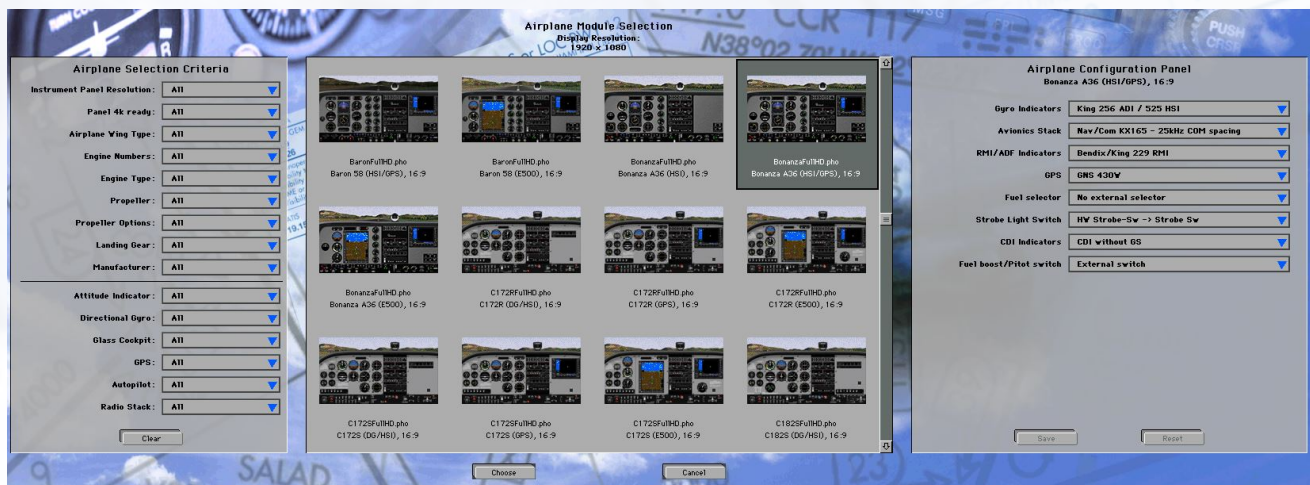 Airplane Module Selection
Display Resolution:
1920 x 1080
Airplane Selection Criteria
Instrument Panel Resolution: All
Panel 4k ready: All
Airplane Wing Type: All
Engine Numbers: All
Engine Type: All
Propeller: All
Propeller Options: All
Landing Gear: All
Manufacturer: All
Attitude Indicator: All
Directional Gyro: All
Glass Cockpit: All
GPS: All
Autopilot: All
Radio Stack: All
Clear
BaronFullHD.pho
Baron 58 (HSI/GPS), 16:9
BaronFullHD.pho
Baron 58 (E500), 16:9
BonanzaFullHD.pho
Bonanza A36 (HSI), 16:9
BonanzaFullHD.pho
Bonanza A36 (HSI/GPS), 16:9
BonanzaFullHD.pho
Bonanza A36 (E500), 16:9
C172RFullHD.pho
C172R (DG/HSI), 16:9
C172RFullHD.pho
C172R (GPS), 16:9
C172RFullHD.pho
C172R (E500), 16:9
C172SFullHD.pho
C172S (DG/HSI), 16:9
C172SFullHD.pho
C172S (GPS), 16:9
C172SFullHD.pho
C172S (E500), 16:9
C182SFullHD.pho
C182S (DG/HSI), 16:9
Choose
Cancel
Airplane Configuration Panel
Bonanza A36 (HSI/GPS), 16:9
Gyro Indicators King 256 ADI / 525 HSI
Avionics Stack Nav/Com KX165 - 25kHz COM spacing
RMI/ADF Indicators Bendix/King 229 RMI
GPS GNS 430W
Fuel selector No external selector
Strobe Light Switch HW Strobe-Sw -> Strobe Sw
CDI Indicators CDI without GS
Fuel boost/Pitot switch External switch
Save
Reset
SALAD
(23)
CCR 117
MSG
PUSH
CRSR